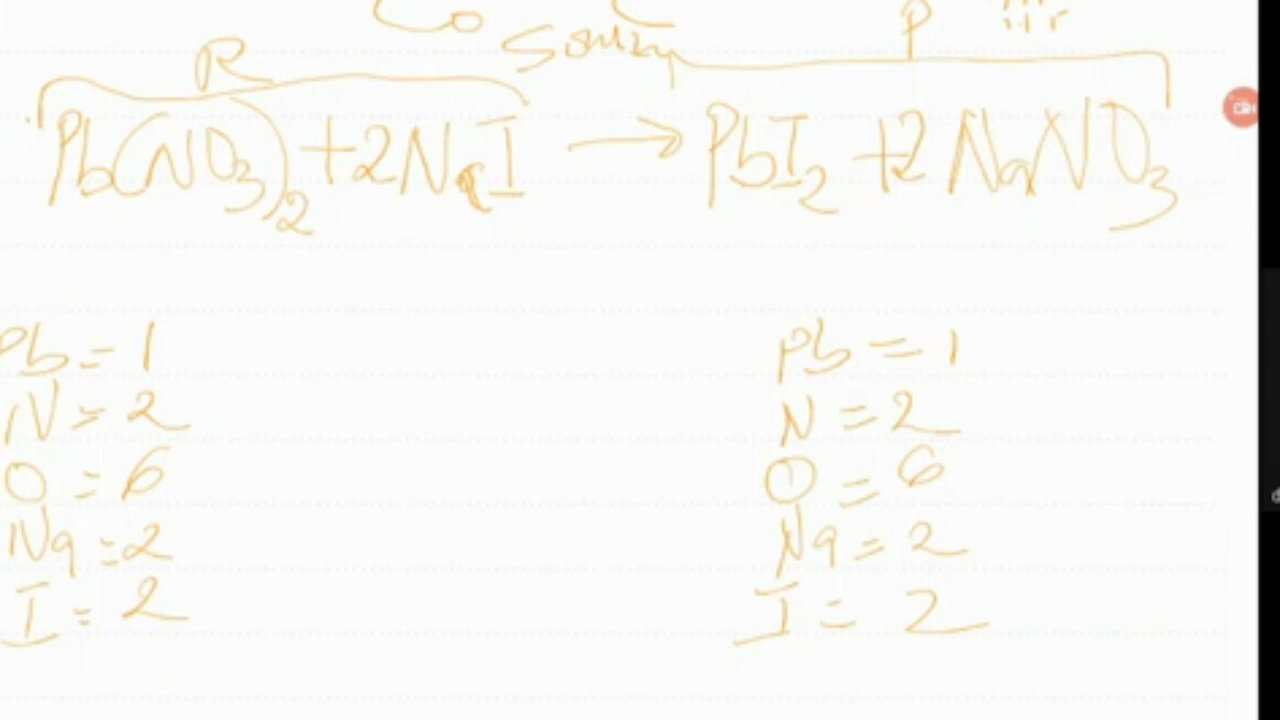 R P
Pb(NO3)2 + 2NaI → PbI2 + 2NaNO3
Pb = 1 Pb = 1
N = 2 N = 2
O = 6 O = 6
Na = 2 Na = 2
I = 2 I = 2